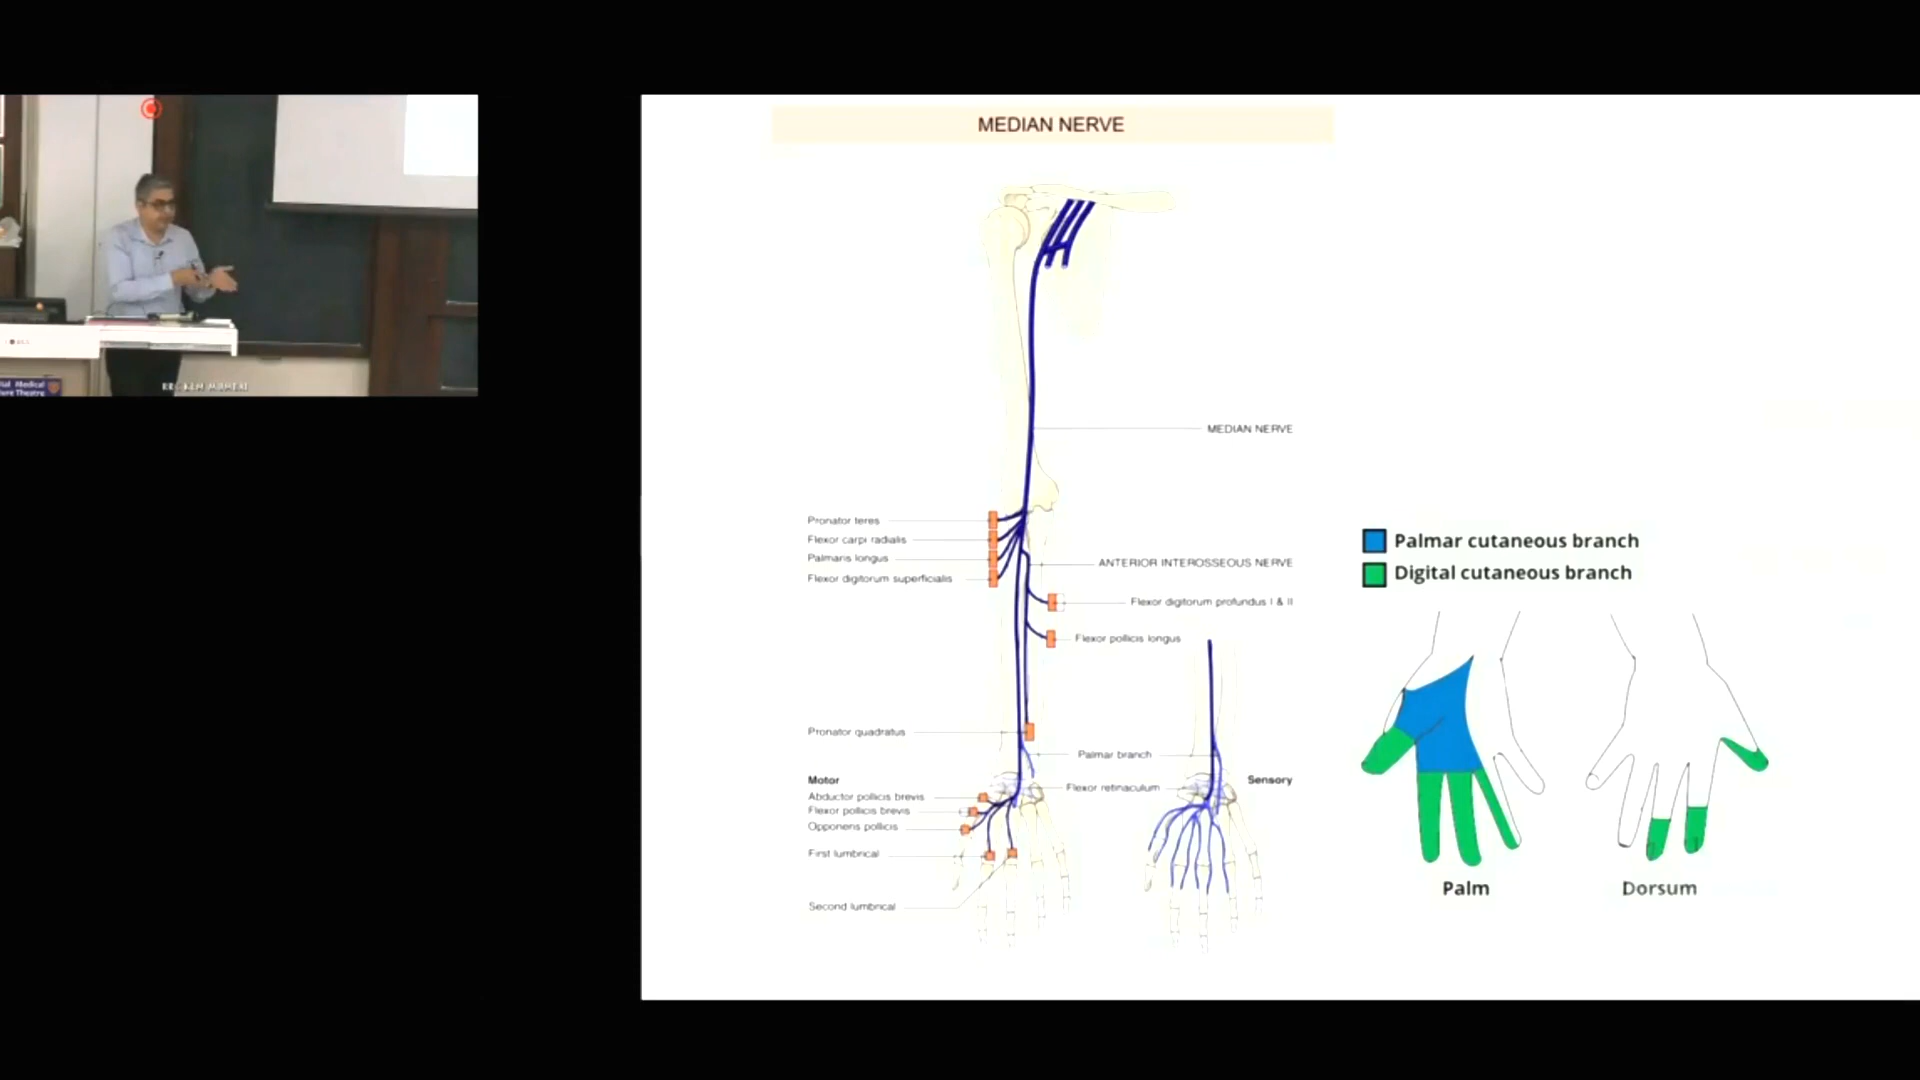 MEDIAN NERVE
MEDIAN NERVE
Pronator teres
Flexor carpi radialis
Palmaris longus
Flexor digitorum superficialis
ANTERIOR INTEROSSEOUS NERVE
Flexor digitorum profundus I & II
Flexor pollicis longus
Pronator quadratus
Palmar branch
Motor
Sensory
Flexor retinaculum
Abductor pollicis brevis
Flexor pollicis brevis
Opponens pollicis
First lumbrical
Second lumbrical
Palmar cutaneous branch
Digital cutaneous branch
Palm
Dorsum
Medical
Theatre